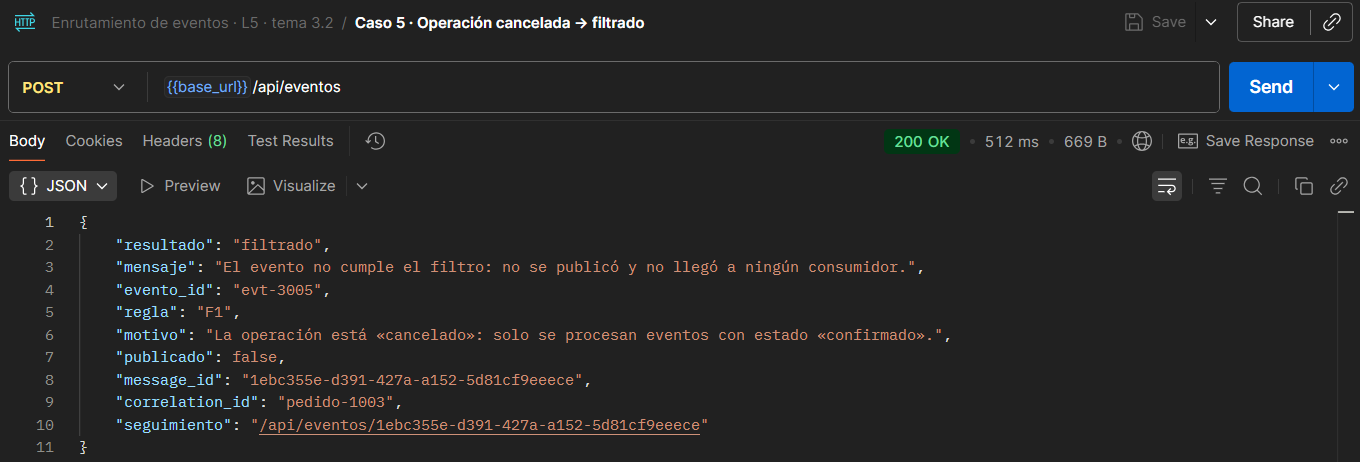 HTTP Enrutamiento de eventos · L5 · tema 3.2 / Caso 5 · Operación cancelada → filtrado Save Share
POST {{base_url}} /api/eventos Send
Body Cookies Headers (8) Test Results 200 OK • 512 ms • 669 B • e.g. Save Response
{} JSON Preview Visualize
1 {
2 "resultado": "filtrado",
3 "mensaje": "El evento no cumple el filtro: no se publicó y no llegó a ningún consumidor.",
4 "evento_id": "evt-3005",
5 "regla": "F1",
6 "motivo": "La operación está «cancelado»: solo se procesan eventos con estado «confirmado».",
7 "publicado": false,
8 "message_id": "1ebc355e-d391-427a-a152-5d81cf9eeece",
9 "correlation_id": "pedido-1003",
10 "seguimiento": "/api/eventos/1ebc355e-d391-427a-a152-5d81cf9eeece"
11 }